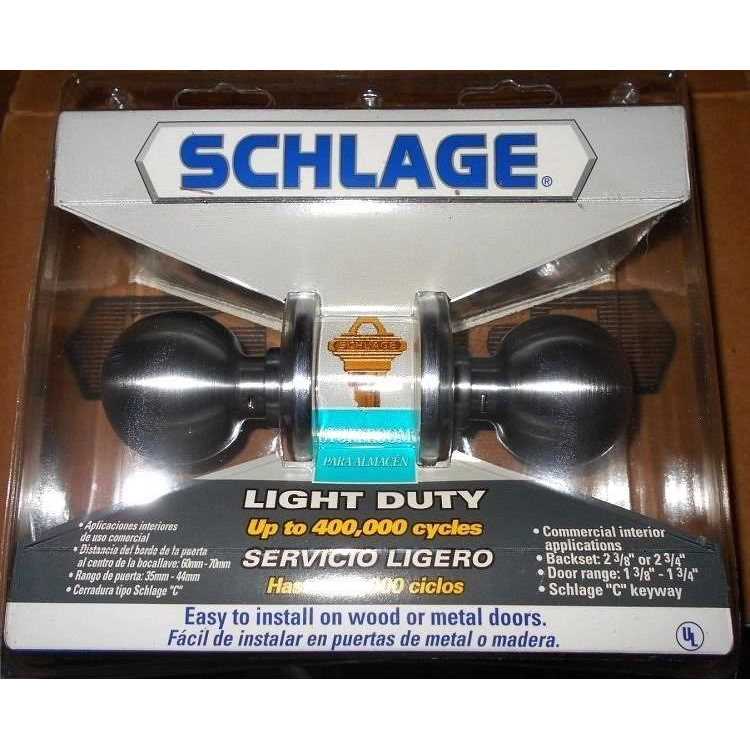 SCHLAGE®
SCHLAGE
STOREROOM
PARA ALMACÉN
LIGHT DUTY
Up to 400,000 cycles
SERVICIO LIGERO
ciclos
• Aplicaciones interiores
de uso comercial
• Distancia del bordo de la puerta
al centro de la bocallave: 60mm - 70mm
• Rango de puerta: 35mm - 44mm
• Cerradura tipo Schlage "C"
• Commercial interior
applications
• Backset: 2 3/8" or 2 3/4"
• Door range: 1 3/8" - 1 3/4"
• Schlage "C" keyway
Easy to install on wood or metal doors.
Fácil de instalar en puertas de metal o madera.
UL